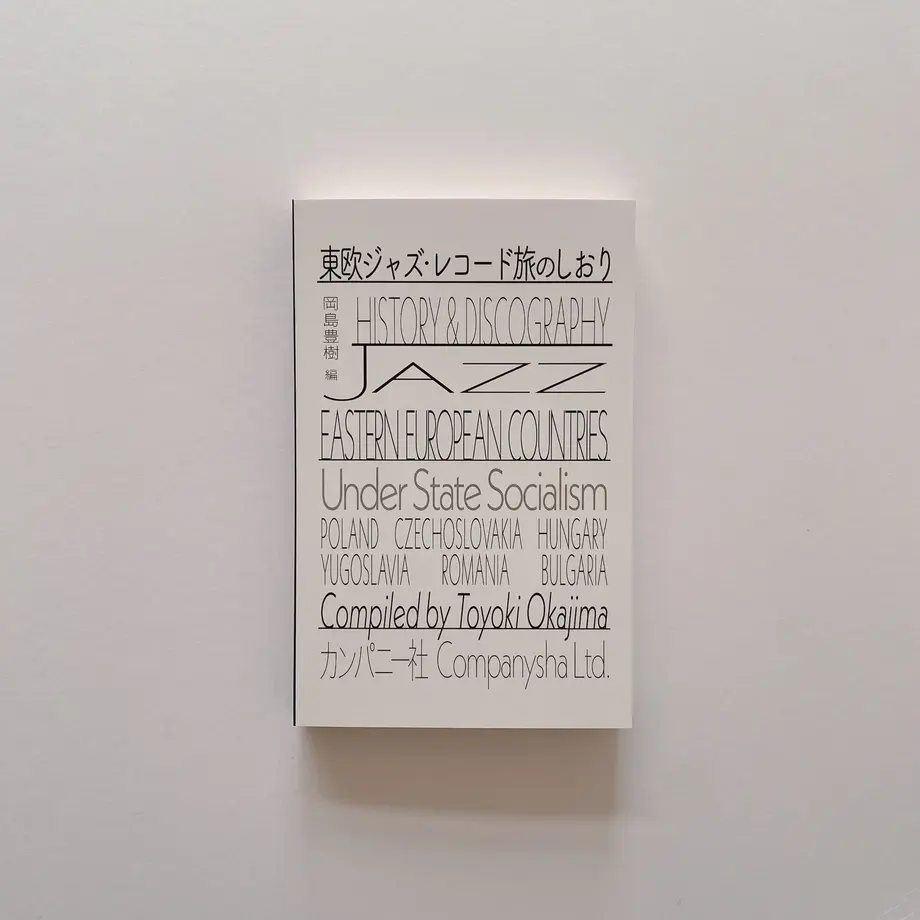 東欧ジャズ・レコード旅のしおり
岡島豊樹 編
HISTORY & DISCOGRAPHY
JAZZ
EASTERN EUROPEAN COUNTRIES
Under State Socialism
POLAND CZECHOSLOVAKIA HUNGARY
YUGOSLAVIA ROMANIA BULGARIA
Compiled by Toyoki Okajima
カンパニー社 Companysha Ltd.